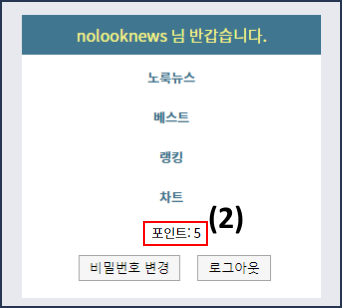 nolooknews 님 반갑습니다.
노룩뉴스
베스트
랭킹
차트
포인트: 5 (2)
비밀번호 변경 로그아웃